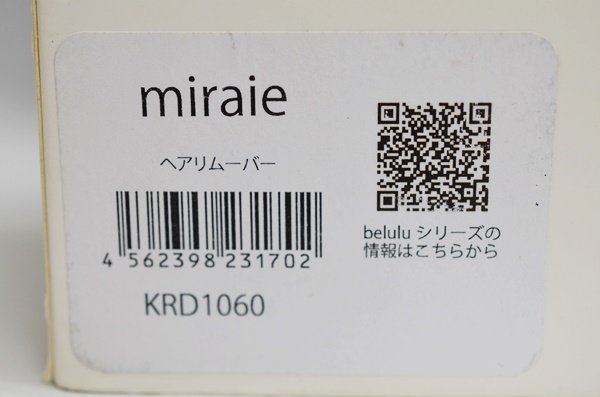 miraie
ヘアリムーバー
4 562398 231702
KRD1060
belulu シリーズの
情報はこちらから